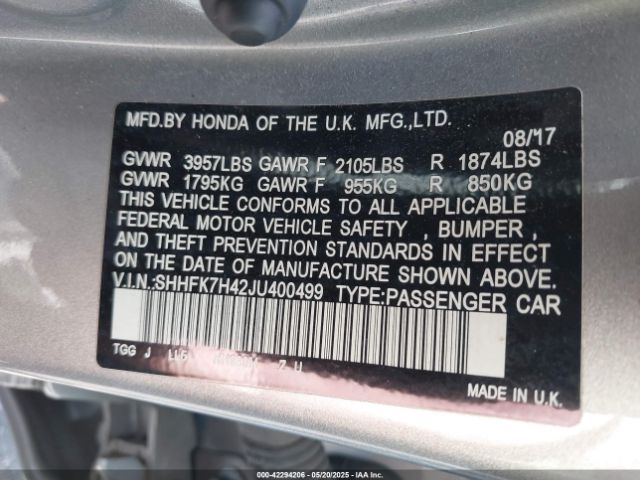 MFD.BY HONDA OF THE U.K. MFG.,LTD.
08/17
GVWR 3957LBS GAWR F 2105LBS R 1874LBS
GVWR 1795KG GAWR F 955KG R 850KG
THIS VEHICLE CONFORMS TO ALL APPLICABLE
FEDERAL MOTOR VEHICLE SAFETY , BUMPER ,
AND THEFT PREVENTION STANDARDS IN EFFECT
ON THE DATE OF MANUFACTURE SHOWN ABOVE.
V.I.N.:SHHFK7H42JU400499 TYPE:PASSENGER CAR
TGG J
MADE IN U.K.
000-42294206 - 05/20/2025 - IAAI.CA